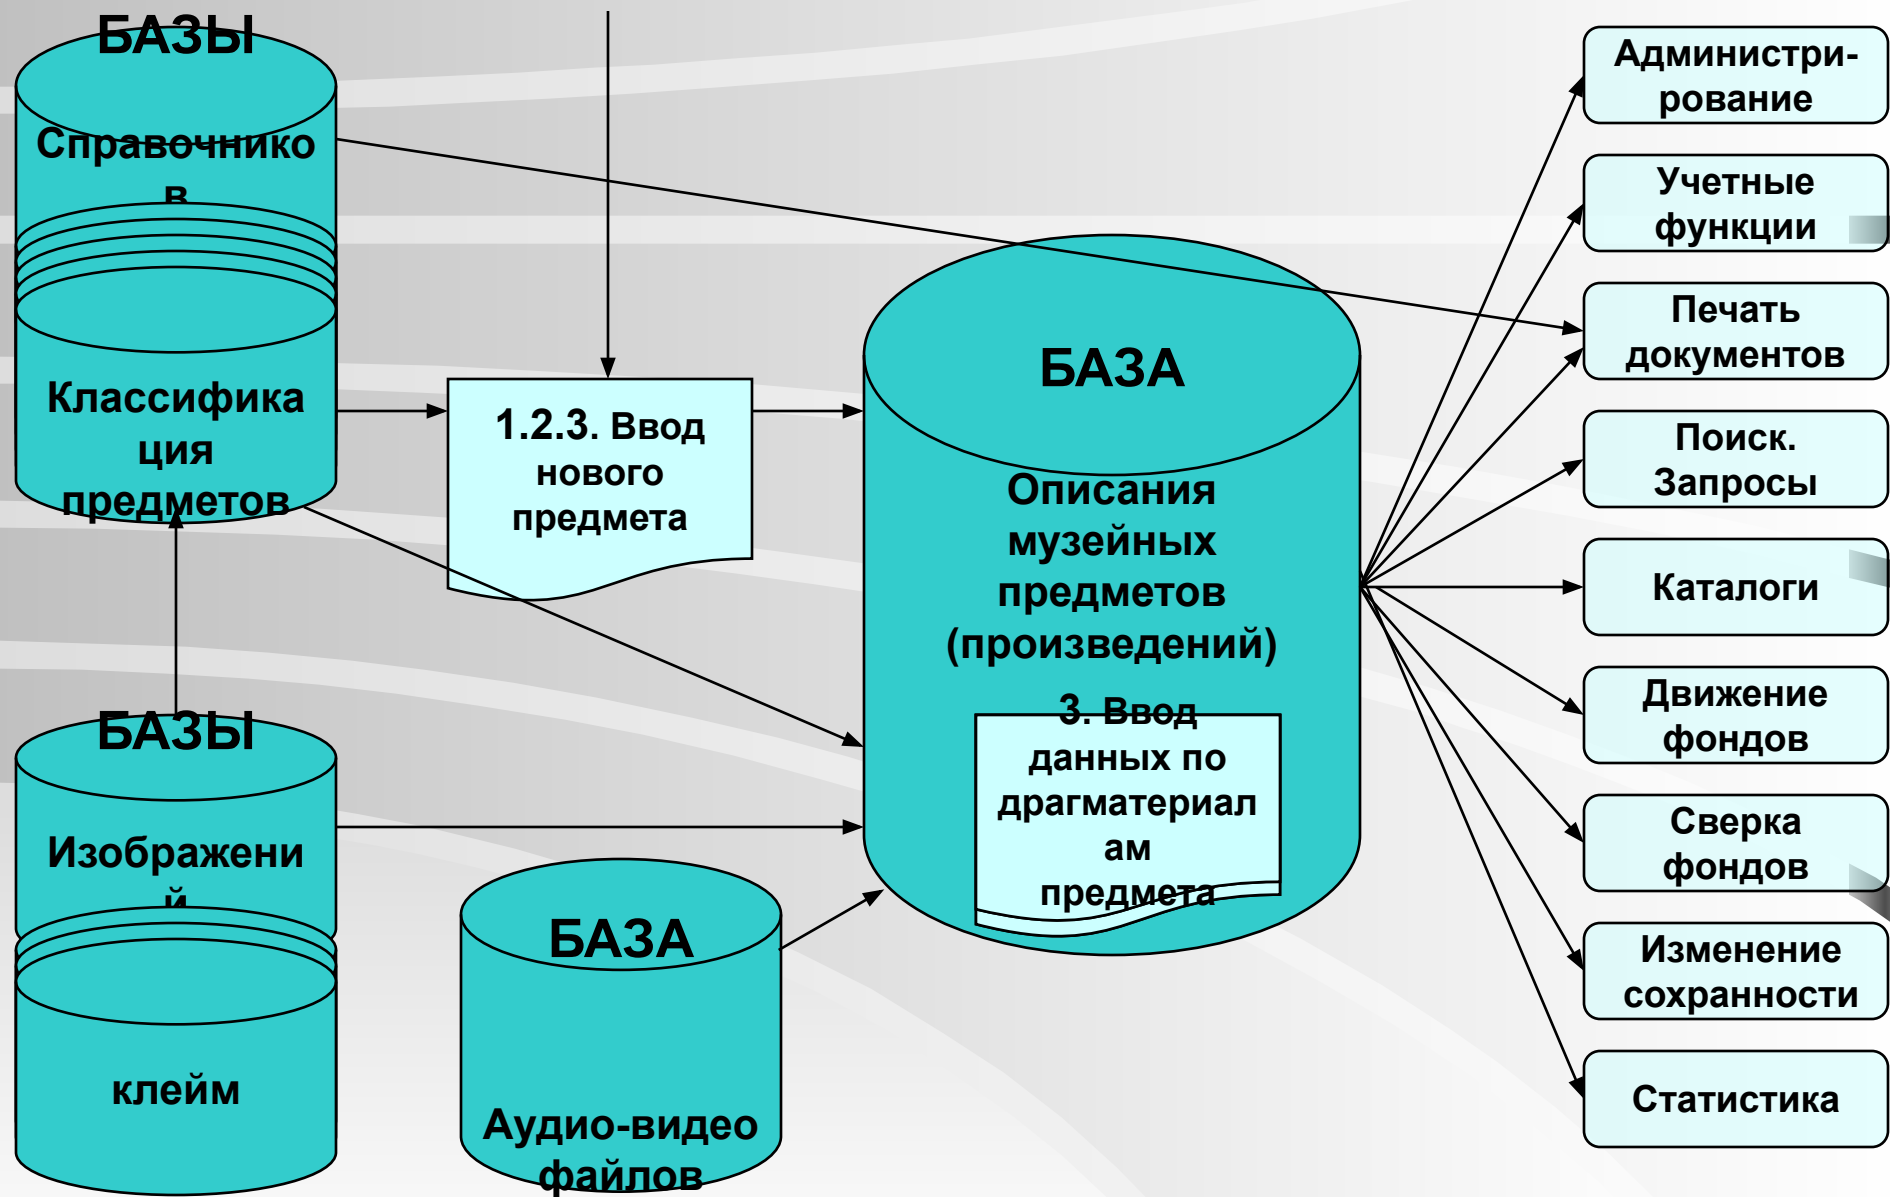 БАЗЫ
Справочнико
в
Классифика
ция
предметов
БАЗЫ
Изображени
й
клейм
1.2.3. Ввод
нового
предмета
БАЗА
Аудио-видео
файлов
БАЗА
Описания
музейных
предметов
(произведений)
3. Ввод
данных по
драгматериал
ам
предмета
Администри-
рование
Учетные
функции
Печать
документов
Поиск.
Запросы
Каталоги
Движение
фондов
Сверка
фондов
Изменение
сохранности
Статистика